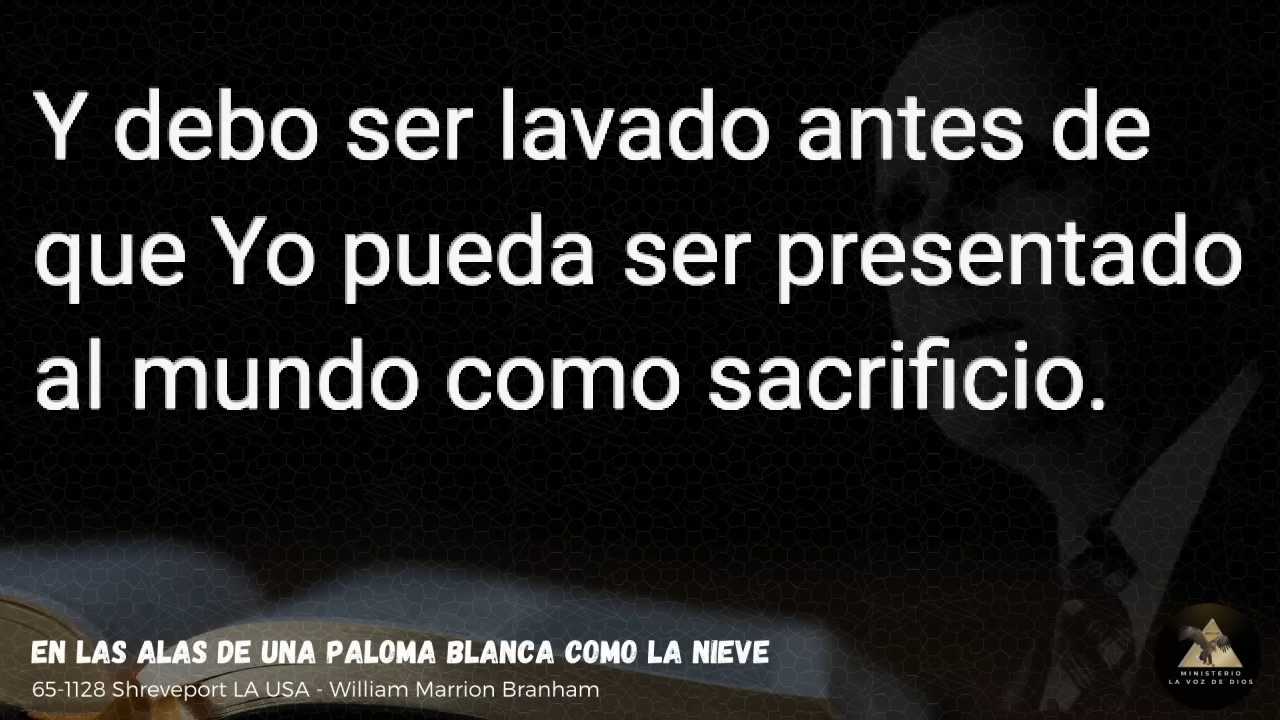 Y debo ser lavado antes de
que Yo pueda ser presentado
al mundo como sacrificio.
EN LAS ALAS DE UNA PALOMA BLANCA COMO LA NIEVE
65-1128 Shreveport LA USA - William Marrion Branham
MINISTERIO
LA VOZ DE DIOS